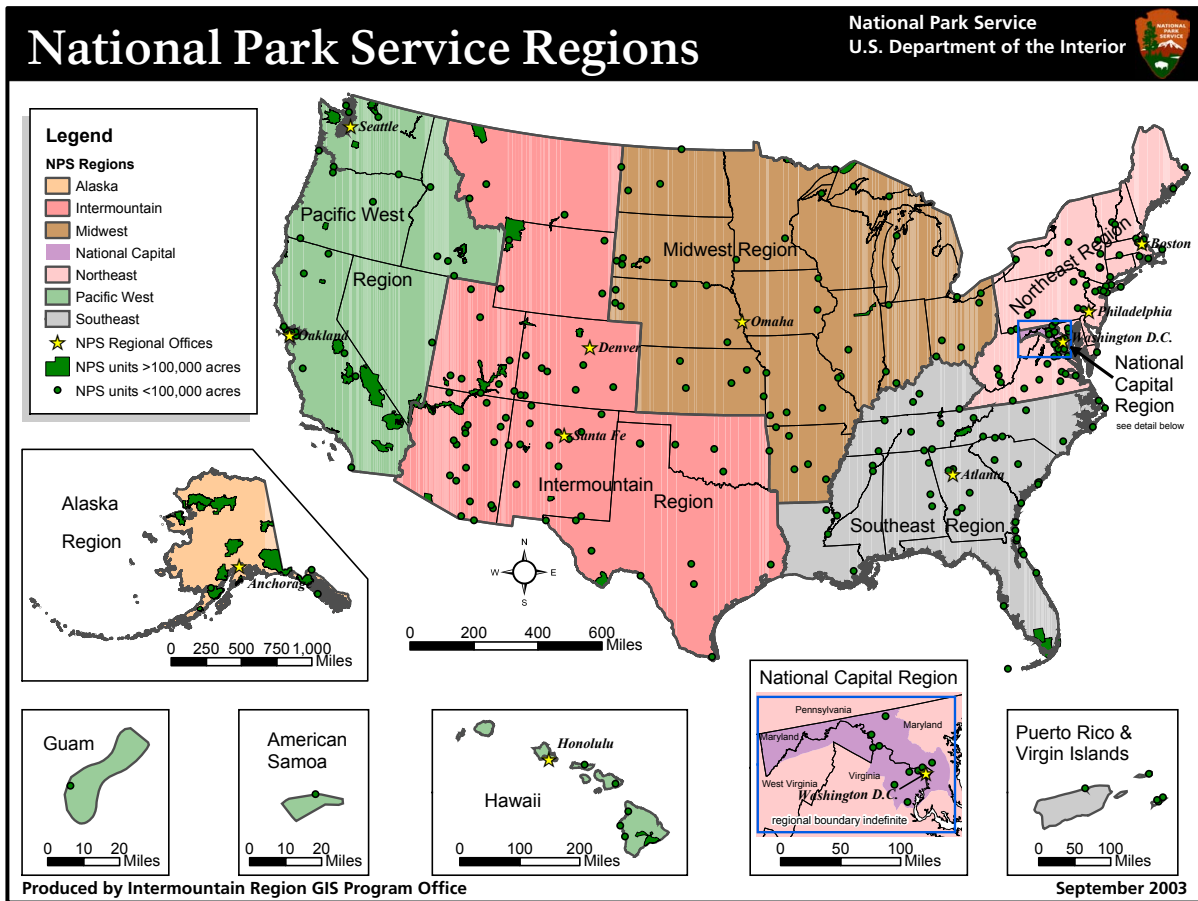 National Park Service Regions
National Park Service
U.S. Department of the Interior
NATIONAL
PARK
SERVICE
Legend
NPS Regions
Alaska
Intermountain
Midwest
National Capital
Northeast
Pacific West
Southeast
NPS Regional Offices
NPS units >100,000 acres
NPS units <100,000 acres
Seattle
Pacific West
Region
Oakland
Midwest Region
Omaha
Denver
Santa Fe
Intermountain
Region
Northeast Region
Boston
Philadelphia
Washington D.C.
National
Capital
Region
see detail below
Atlanta
Southeast Region
N
W
E
S
0 200 400 600
Miles
Alaska
Region
Anchorage
0 250 500 750 1,000
Miles
Guam
0 10 20
Miles
American
Samoa
0 10 20
Miles
Honolulu
Hawaii
0 100 200
Miles
National Capital Region
Pennsylvania
Maryland
Maryland
West Virginia
Virginia
Washington D.C.
regional boundary indefinite
0 50 100
Miles
Puerto Rico &
Virgin Islands
0 50 100
Miles
Produced by Intermountain Region GIS Program Office
September 2003